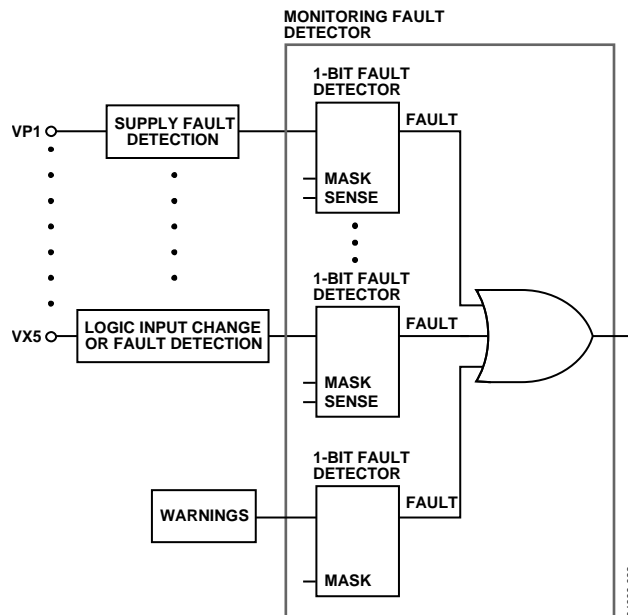 MONITORING FAULT
DETECTOR
1-BIT FAULT
DETECTOR
VP1
SUPPLY FAULT
DETECTION
FAULT
MASK
SENSE
1-BIT FAULT
DETECTOR
VX5
LOGIC INPUT CHANGE
OR FAULT DETECTION
FAULT
MASK
SENSE
1-BIT FAULT
DETECTOR
WARNINGS
FAULT
MASK